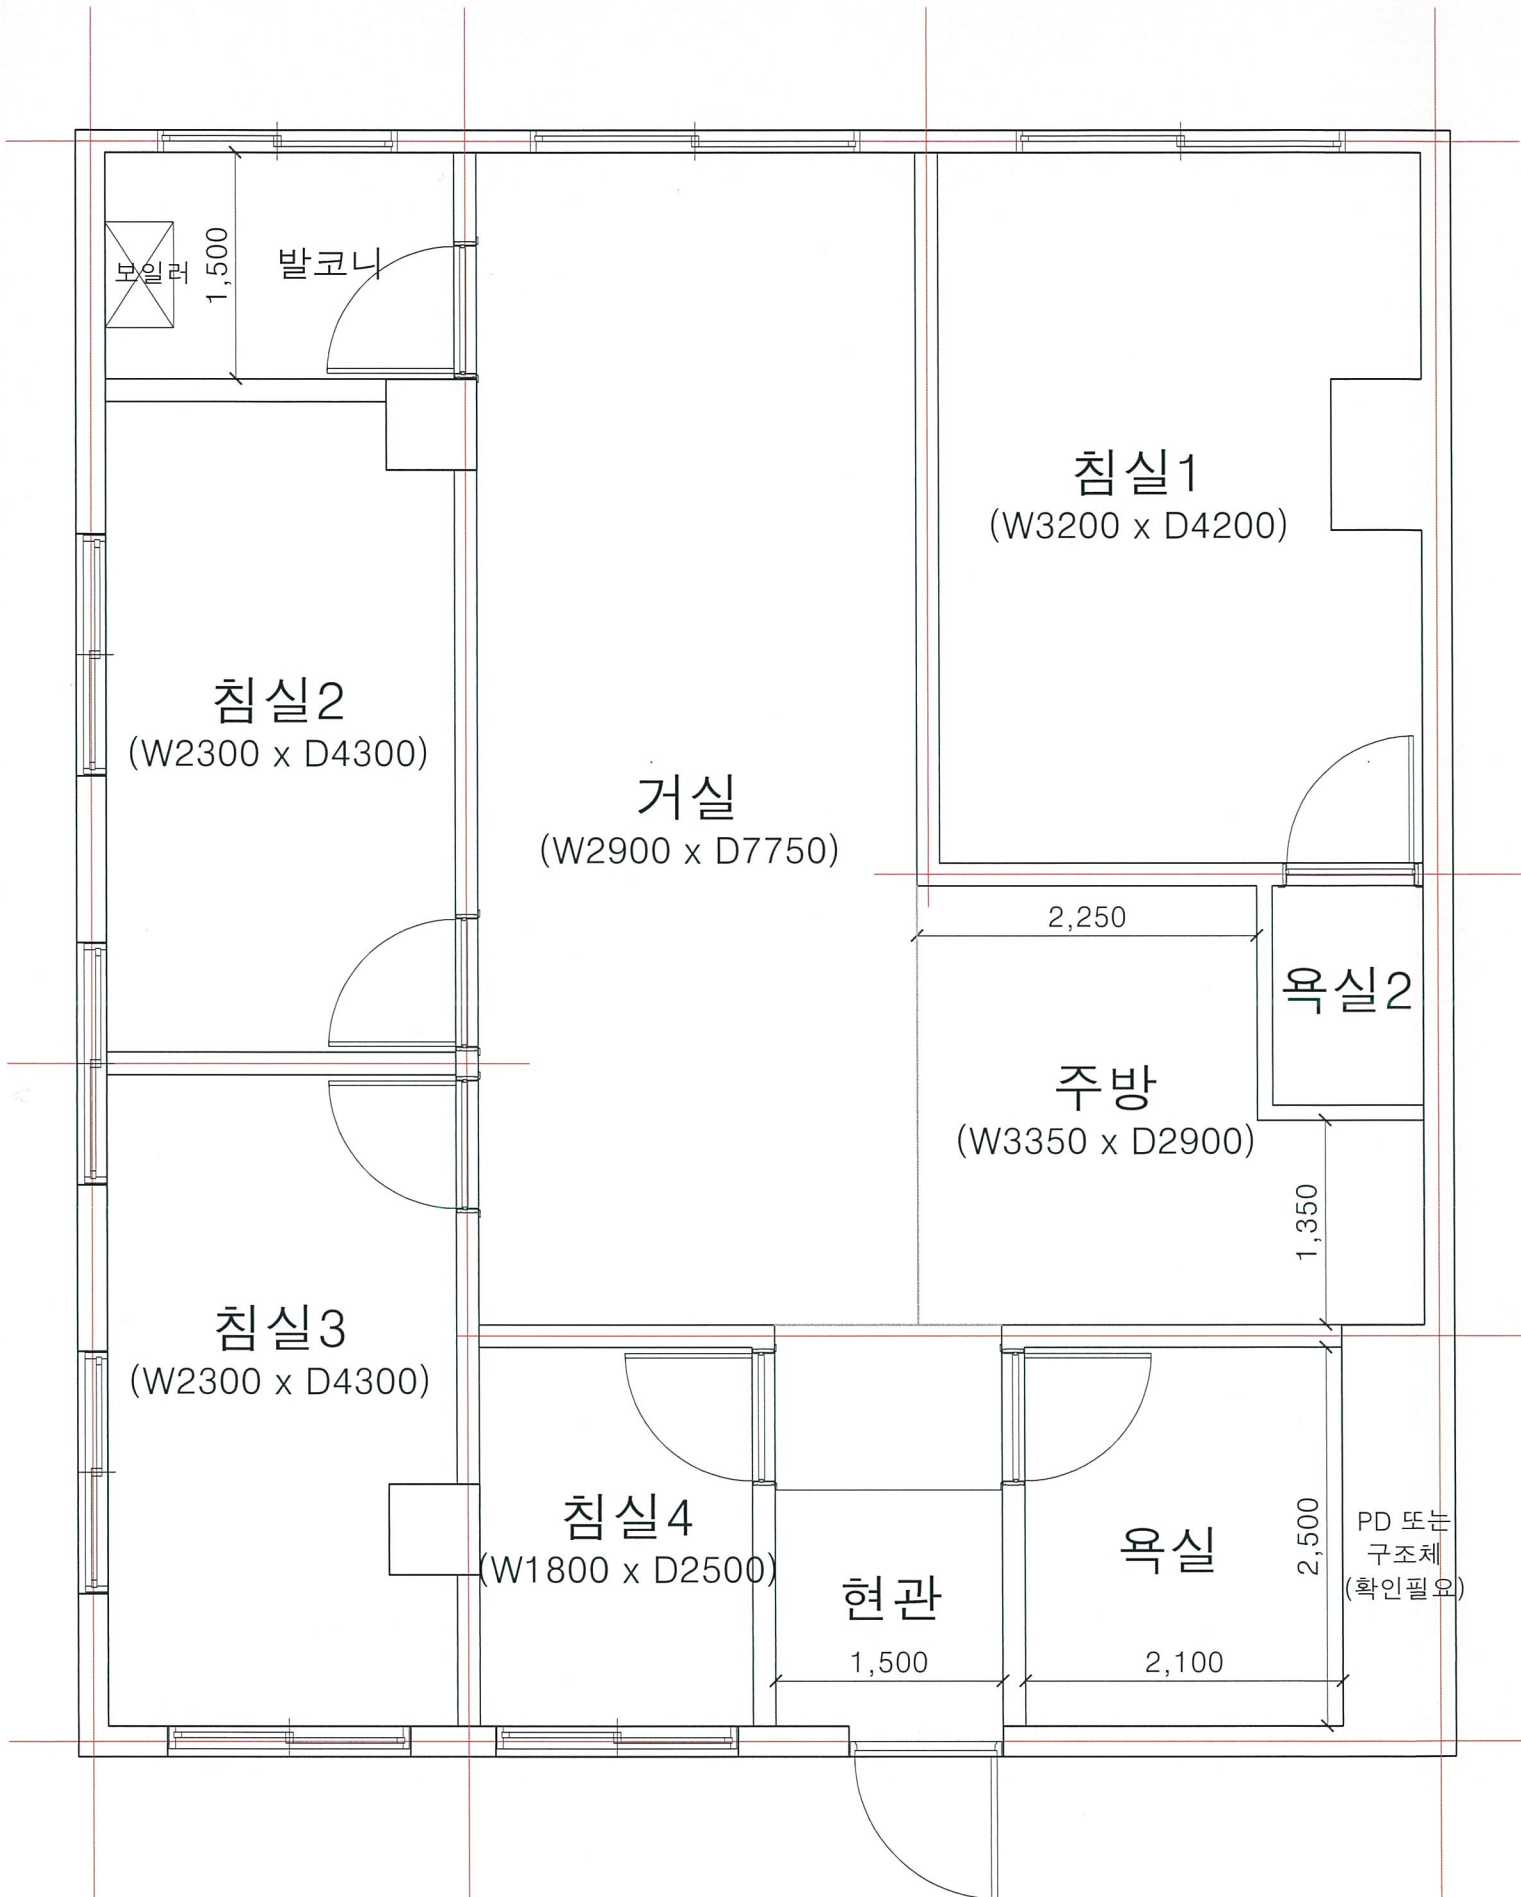 보일러
1,500
발코니
침실1
(W3200 x D4200)
침실2
(W2300 x D4300)
거실
(W2900 x D7750)
2,250
욕실2
주방
(W3350 x D2900)
1,350
침실3
(W2300 x D4300)
침실4
(W1800 x D2500)
현관
1,500
욕실
2,100
2,500
PD 또는
구조체
(확인필요)